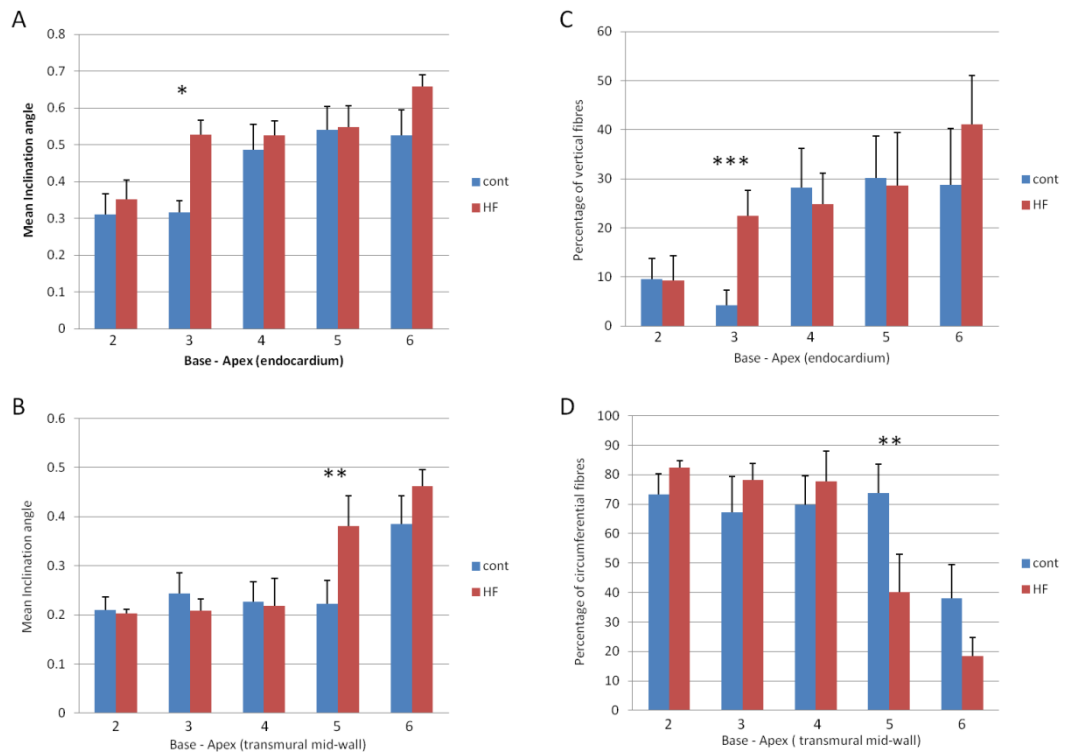 A
Mean Inclination angle
0.8
0.7
0.6
0.5
0.4
0.3
0.2
0.1
0
*
2 3 4 5 6
Base - Apex (endocardium)
cont
HF
C
Percentage of vertical fibres
60
50
40
30
20
10
0
***
2 3 4 5 6
Base - Apex (endocardium)
cont
HF
B
Mean Inclination angle
0.6
0.5
0.4
0.3
0.2
0.1
0
**
2 3 4 5 6
Base - Apex (transmural mid-wall)
cont
HF
D
Percentage of circumferential fibres
100
90
80
70
60
50
40
30
20
10
0
**
2 3 4 5 6
Base - Apex ( transmural mid-wall)
cont
HF